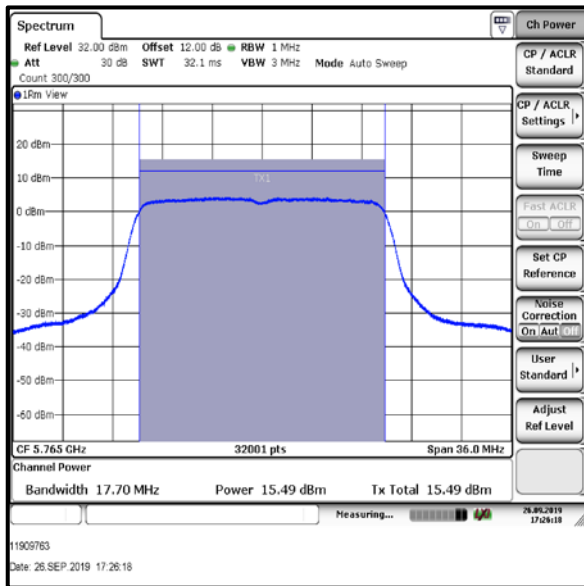 Spectrum
Ref Level 32.00 dBm Offset 12.00 dB RBW 1 MHz
Att 30 dB SWT 32.1 ms VBW 3 MHz Mode Auto Sweep
Count 300/300
1Rm View
20 dBm
TX1
10 dBm
0 dBm
-10 dBm
-20 dBm
-30 dBm
-40 dBm
-50 dBm
-60 dBm
CF 5.765 GHz 32001 pts Span 36.0 MHz
Channel Power
Bandwidth 17.70 MHz Power 15.49 dBm Tx Total 15.49 dBm
Measuring... 26.09.2019
17:26:18
Ch Power
CP / ACLR
Standard
CP / ACLR
Settings
Sweep
Time
Fast ACLR
On Off
Set CP
Reference
Noise
Correction
On Aut Off
User
Standard
Adjust
Ref Level
11909763
Date: 26.SEP.2019 17:26:18